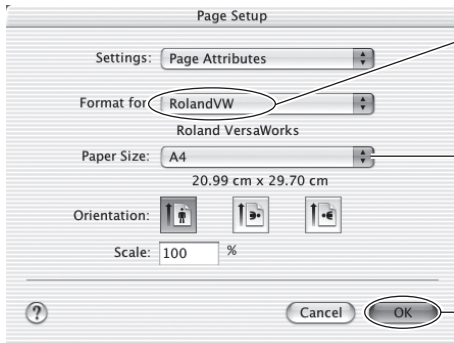 Page Setup
Settings: Page Attributes
Format for RolandVW
Roland VersaWorks
Paper Size: A4
20.99 cm x 29.70 cm
Orientation:
Scale: 100 %
? Cancel OK